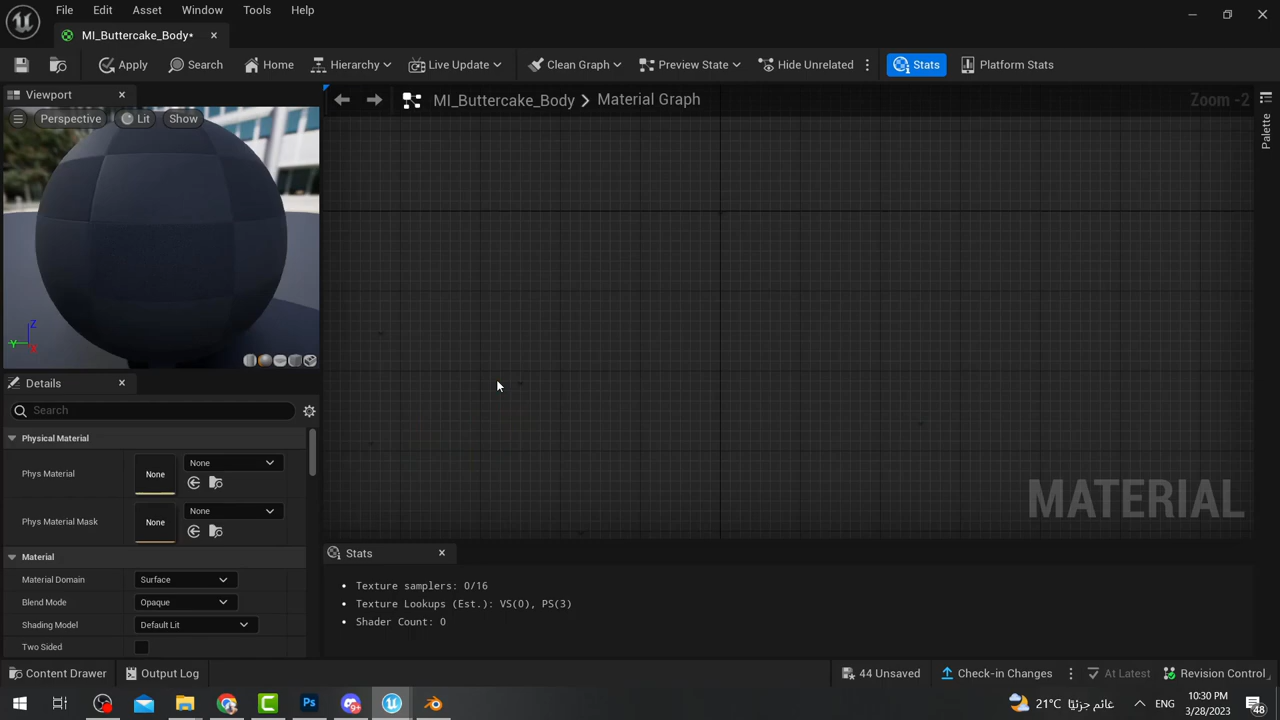 File Edit Asset Window Tools Help
MI_Buttercake_Body•
Apply Search Home Hierarchy Live Update Clean Graph Preview State Hide Unrelated Stats Platform Stats
Viewport
Perspective Lit Show
MI_Buttercake_Body Material Graph Zoom -2
Palette
Z
Y
X
Details
Search
Physical Material
Phys Material None None
Phys Material Mask None None
Material
Material Domain Surface
Blend Mode Opaque
Shading Model Default Lit
Two Sided
MATERIAL
Stats
Texture samplers: 0/16
Texture Lookups (Est.): VS(0), PS(3)
Shader Count: 0
Content Drawer Output Log 44 Unsaved Check-in Changes At Latest Revision Control
Ps 9+ 21°C غائم جزئيًا ENG 10:30 PM
3/28/2023 48